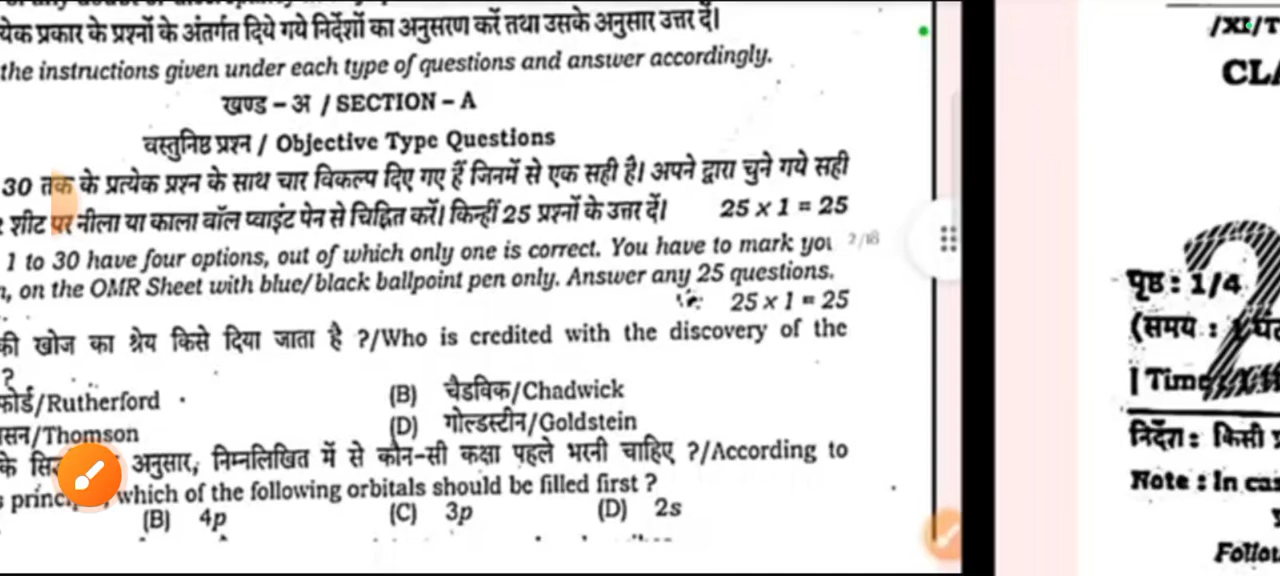 येक प्रकार के प्रश्नों के अंतर्गत दिये गये निर्देशों का अनुसरण करें तथा उसके अनुसार उत्तर दें।
the instructions given under each type of questions and answer accordingly.
खण्ड – अ / SECTION – A
वस्तुनिष्ठ प्रश्न / Objective Type Questions
30 तक के प्रत्येक प्रश्न के साथ चार विकल्प दिए गए हैं जिनमें से एक सही है। अपने द्वारा चुने गये सही
शीट पर नीला या काला बॉल प्वाइंट पेन से चिह्नित करें। किन्हीं 25 प्रश्नों के उत्तर दें। 25 x 1 = 25
1 to 30 have four options, out of which only one is correct. You have to mark you
2/18
, on the OMR Sheet with blue/black ballpoint pen only. Answer any 25 questions.
25 x 1 = 25
की खोज का श्रेय किसे दिया जाता है ?/Who is credited with the discovery of the
?
फोर्ड/Rutherford (B) चैडविक/Chadwick
सन/Thomson (D) गोल्डस्टीन/Goldstein
के अनुसार, निम्नलिखित में से कौन-सी कक्षा पहले भरनी चाहिए ?/According to
which of the following orbitals should be filled first ?
(B) 4p (C) 3p (D) 2s
/XI/T
CLA
पृष्ठ : 1/4
(समय :
| Time
2
निर्देश : किसी
Note : In cas
Follow